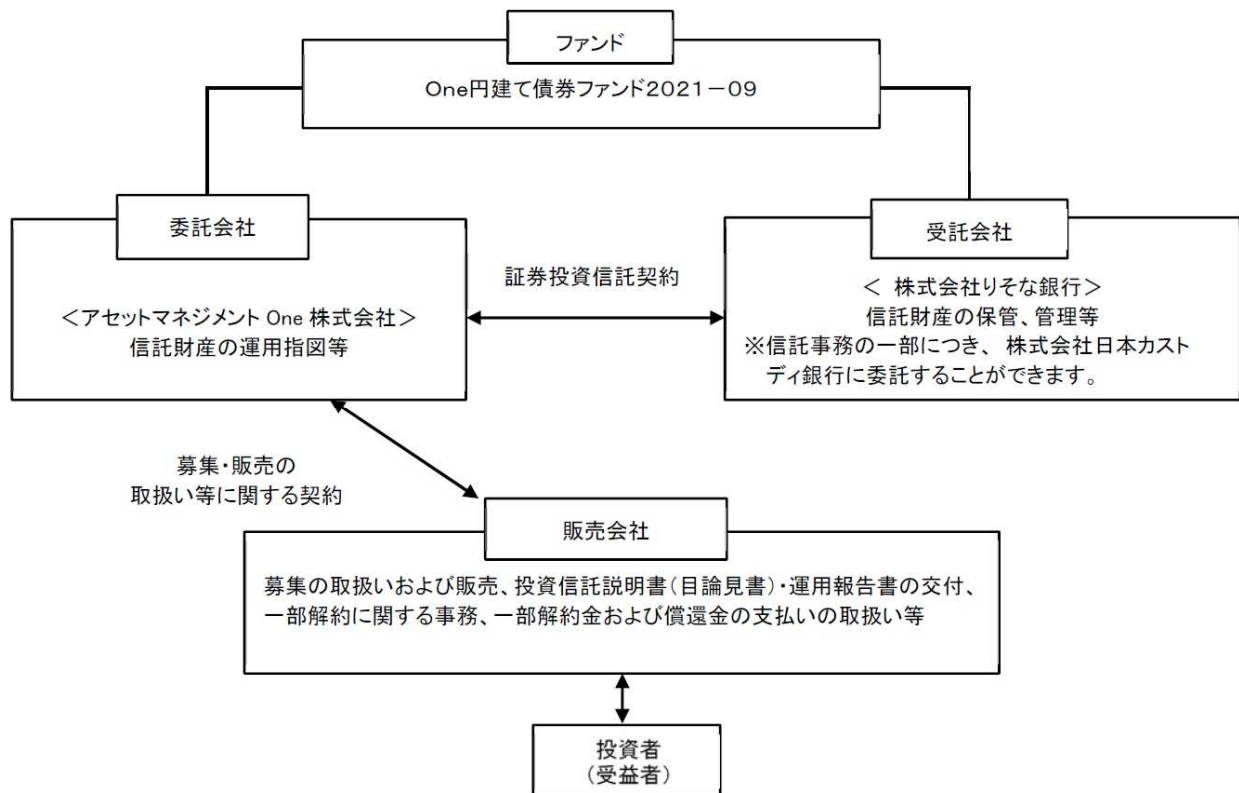 ファンド
One円建て債券ファンド2021-09
委託会社
<アセットマネジメント One 株式会社>
信託財産の運用指図等
証券投資信託契約
受託会社
< 株式会社りそな銀行>
信託財産の保管、管理等
※信託事務の一部につき、 株式会社日本カスト
ディ銀行に委託することができます。
募集・販売の
取扱い等に関する契約
販売会社
募集の取扱いおよび販売、投資信託説明書(目論見書)・運用報告書の交付、
一部解約に関する事務、一部解約金および償還金の支払いの取扱い等
投資者
(受益者)